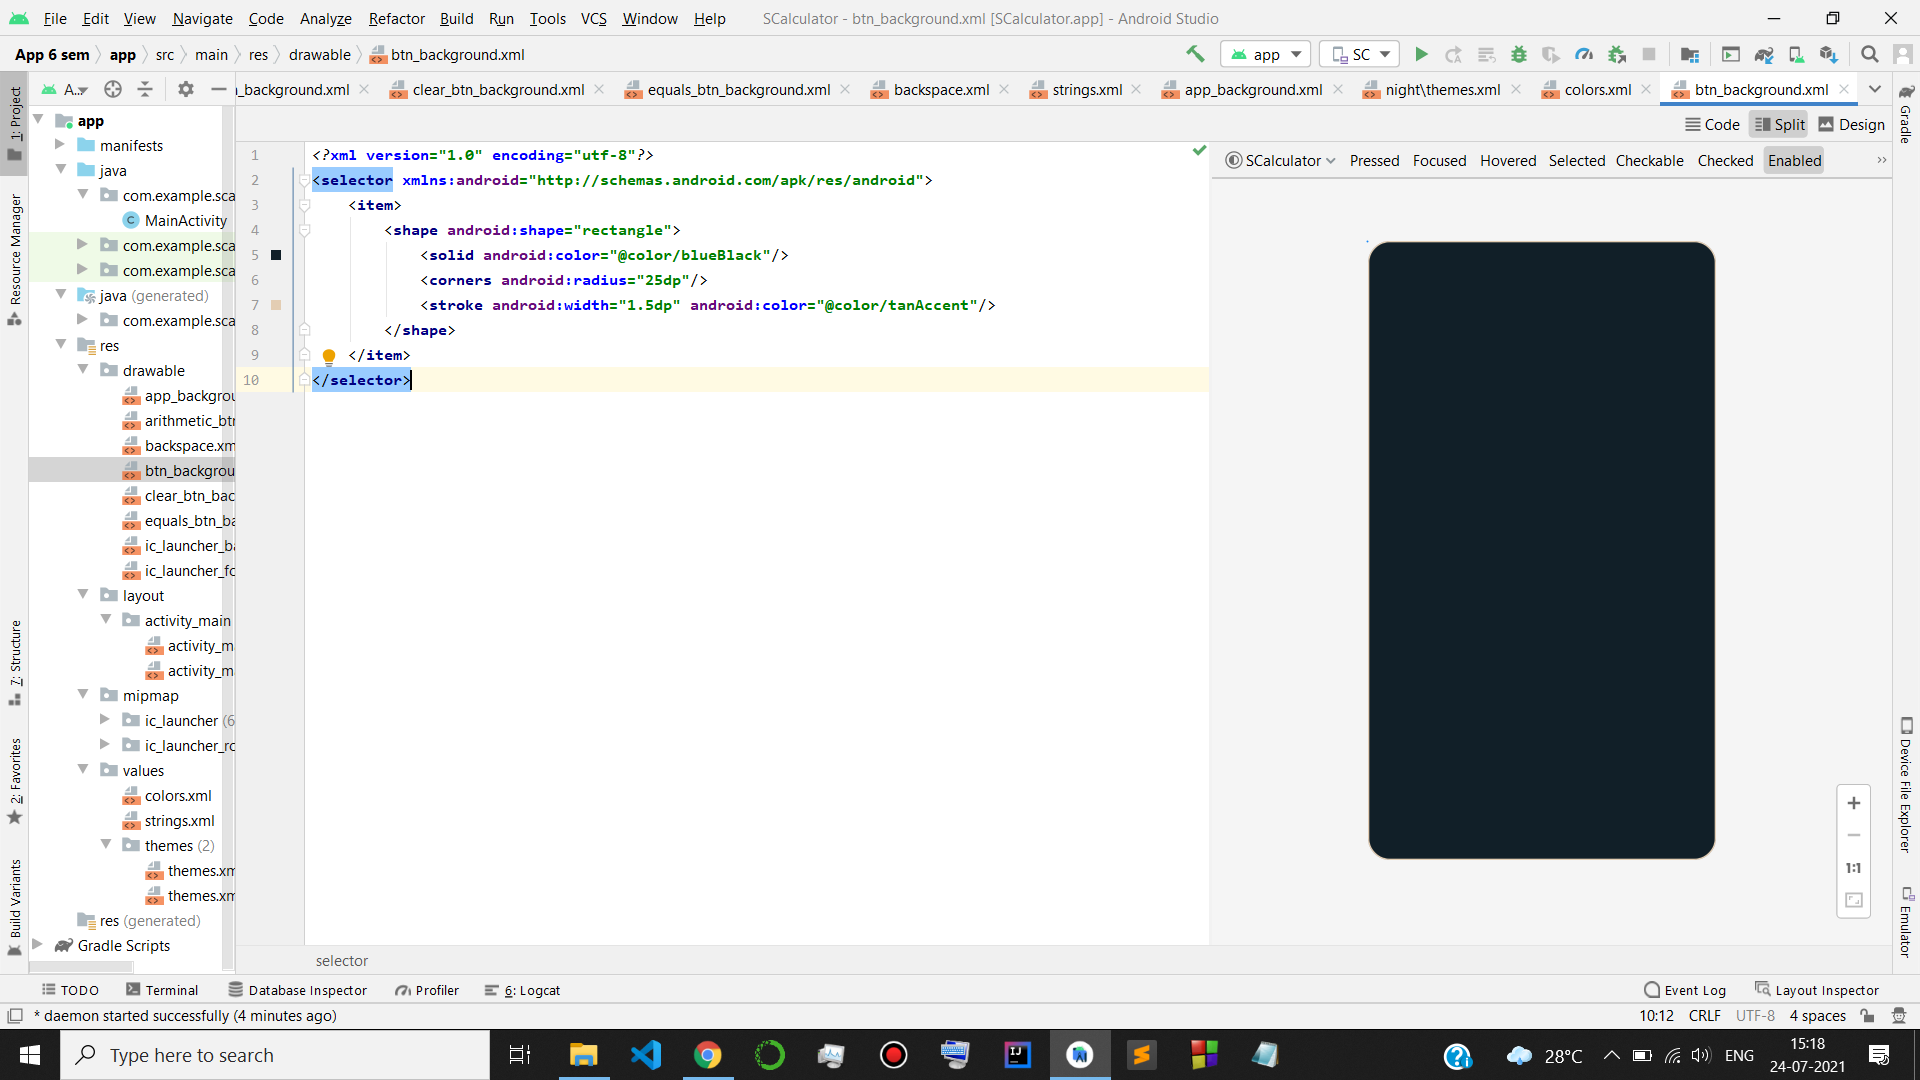 File Edit View Navigate Code Analyze Refactor Build Run Tools VCS Window Help SCalculator - btn_background.xml [SCalculator.app] - Android Studio
App 6 sem app src main res drawable btn_background.xml app SC
A.. _background.xml clear_btn_background.xml equals_btn_background.xml backspace.xml strings.xml app_background.xml night\themes.xml colors.xml btn_background.xml
Code Split Design
SCalculator Pressed Focused Hovered Selected Checkable Checked Enabled
1: Project
Resource Manager
7: Structure
2: Favorites
Build Variants
app
manifests
java
com.example.sca
MainActivity
com.example.sca
com.example.sca
java (generated)
com.example.sca
res
drawable
app_backgrou
arithmetic_btn
backspace.xm
btn_backgrou
clear_btn_bac
equals_btn_ba
ic_launcher_ba
ic_launcher_fo
layout
activity_main
activity_m
activity_m
mipmap
ic_launcher (6
ic_launcher_ro
values
colors.xml
strings.xml
themes (2)
themes.xm
themes.xm
res (generated)
Gradle Scripts
1 <?xml version="1.0" encoding="utf-8"?>
2 <selector xmlns:android="http://schemas.android.com/apk/res/android">
3 <item>
4 <shape android:shape="rectangle">
5 <solid android:color="@color/blueBlack"/>
6 <corners android:radius="25dp"/>
7 <stroke android:width="1.5dp" android:color="@color/tanAccent"/>
8 </shape>
9 </item>
10 </selector>
selector
1:1
Gradle
Device File Explorer
Emulator
TODO Terminal Database Inspector Profiler 6: Logcat Event Log Layout Inspector
* daemon started successfully (4 minutes ago) 10:12 CRLF UTF-8 4 spaces
Type here to search 28°C ENG 15:18
24-07-2021